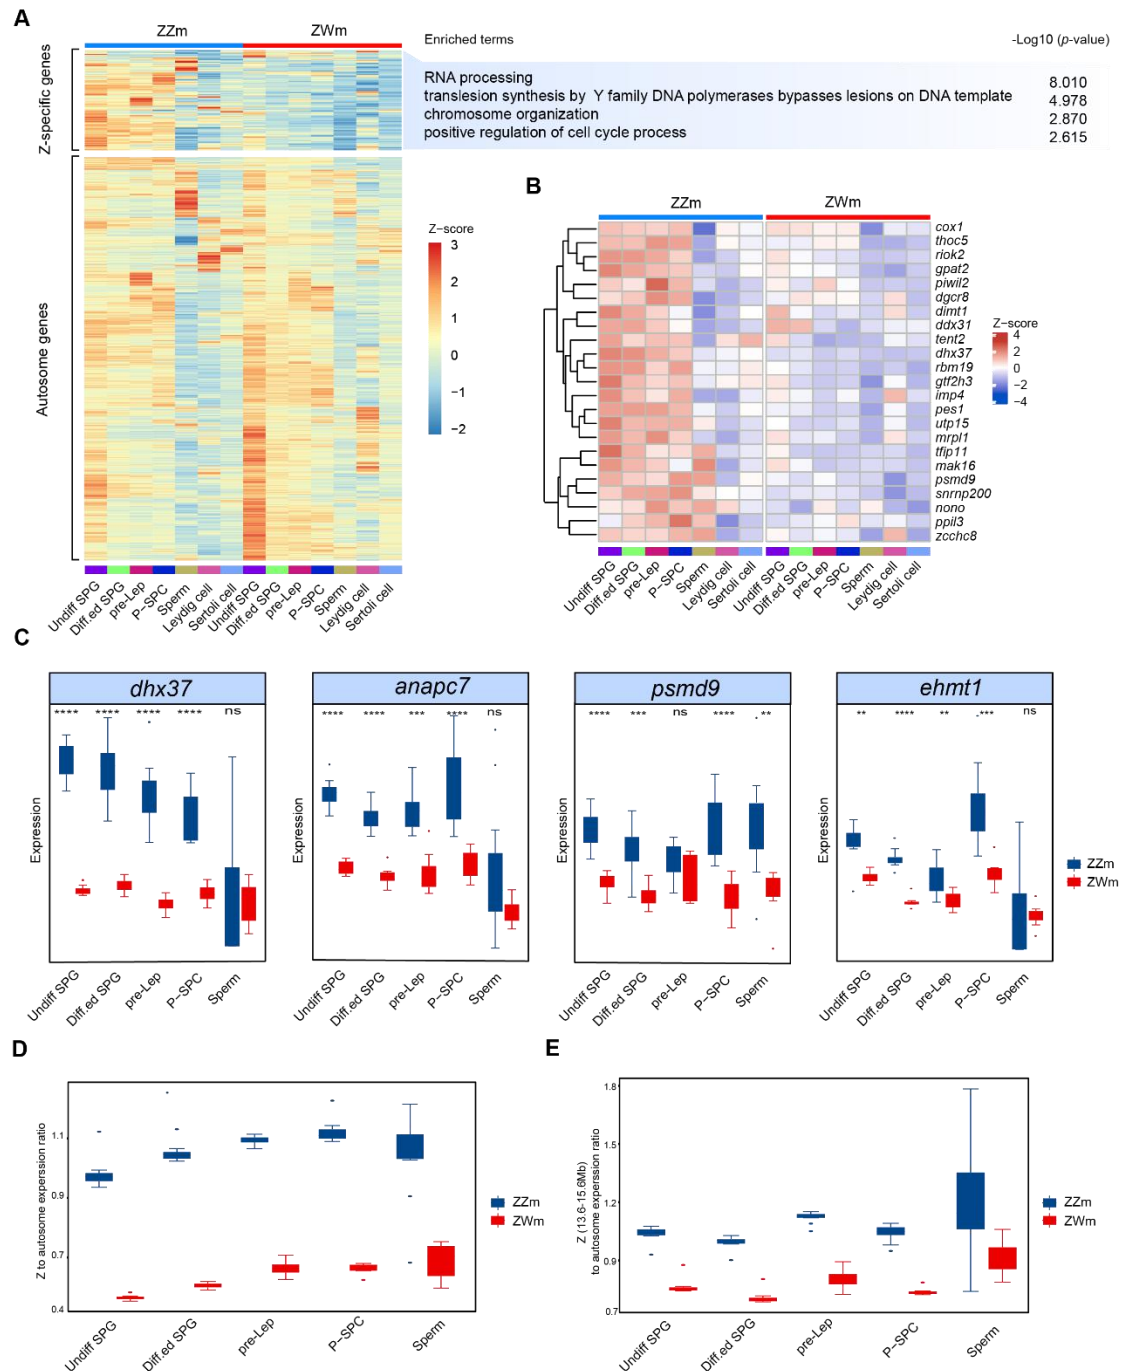 A
ZZm
ZWm
Enriched terms
-Log10 (p-value)
Z-specific genes
RNA processing
8.010
translesion synthesis by Y family DNA polymerases bypasses lesions on DNA template
4.978
chromosome organization
2.870
positive regulation of cell cycle process
2.615
Autosome genes
Z-score
3
2
1
0
−1
−2
Undiff SPG
Diff.ed SPG
pre-Lep
P-SPC
Sperm
Leydig cell
Sertoli cell
Undiff SPG
Diff.ed SPG
pre-Lep
P-SPC
Sperm
Leydig cell
Sertoli cell
B
ZZm
ZWm
cox1
thoc5
riok2
gpat2
piwil2
dgcr8
dimt1
ddx31
tent2
dhx37
rbm19
gtf2h3
imp4
pes1
utp15
mrpl1
tfip11
mak16
psmd9
snrnp200
nono
ppil3
zcchc8
Z-score
4
2
0
−2
−4
Undiff SPG
Diff.ed SPG
pre-Lep
P-SPC
Sperm
Leydig cell
Sertoli cell
Undiff SPG
Diff.ed SPG
pre-Lep
P-SPC
Sperm
Leydig cell
Sertoli cell
C
dhx37
**** **** **** **** ns
Expression
Undiff SPG
Diff.ed SPG
pre-Lep
P-SPC
Sperm
anapc7
**** **** *** **** ns
Expression
Undiff SPG
Diff.ed SPG
pre-Lep
P-SPC
Sperm
psmd9
**** *** ns **** **
Expression
Undiff SPG
Diff.ed SPG
pre-Lep
P-SPC
Sperm
ehmt1
** **** ** *** ns
Expression
Undiff SPG
Diff.ed SPG
pre-Lep
P-SPC
Sperm
ZZm
ZWm
D
Z to autosome experssion ratio
1.1
0.9
0.7
0.4
Undiff SPG
Diff.ed SPG
pre-Lep
P-SPC
Sperm
ZZm
ZWm
E
Z (13.6-15.6Mb)
to autosome experssion ratio
1.8
1.5
1.2
0.9
0.7
Undiff SPG
Diff.ed SPG
pre-Lep
P-SPC
Sperm
ZZm
ZWm